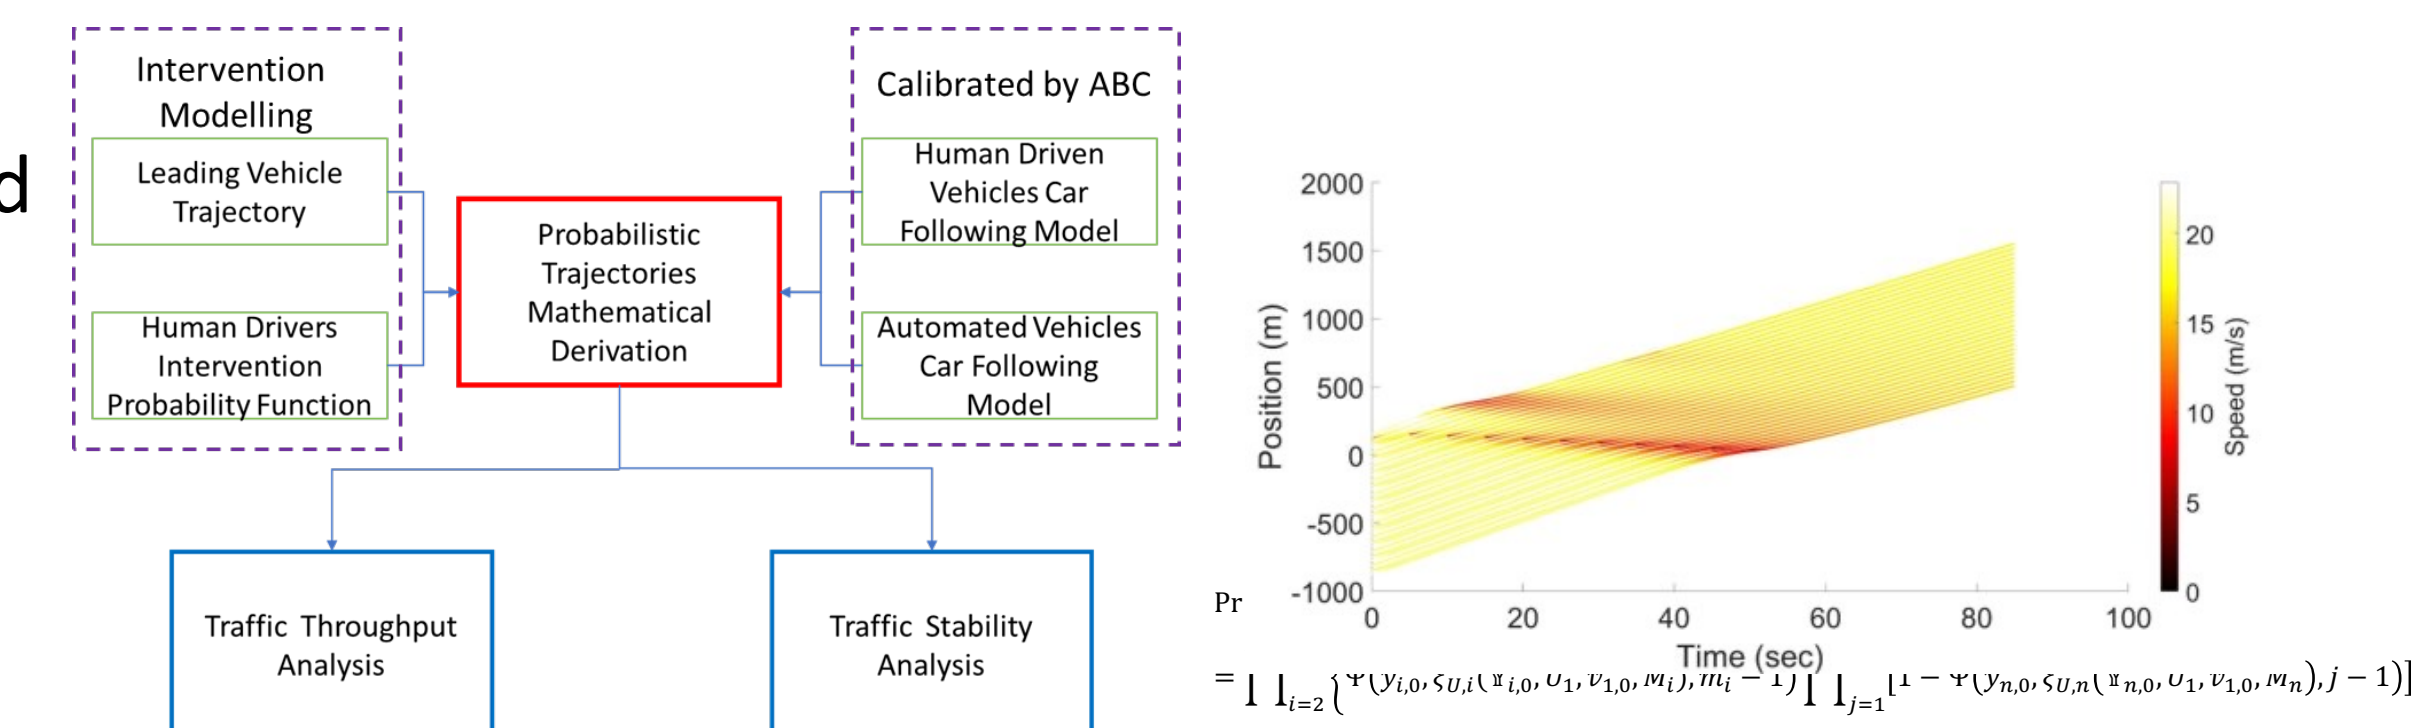 d
Intervention
Modelling
Leading Vehicle
Trajectory
Human Drivers
Intervention
Probability Function
Probabilistic
Trajectories
Mathematical
Derivation
Calibrated by ABC
Human Driven
Vehicles Car
Following Model
Automated Vehicles
Car Following
Model
Traffic Throughput
Analysis
Traffic Stability
Analysis
2000
1500
1000
500
0
-500
-1000
Position (m)
0 20 40 60 80 100
Time (sec)
20
15
10
5
0
Speed (m/s)
Pr